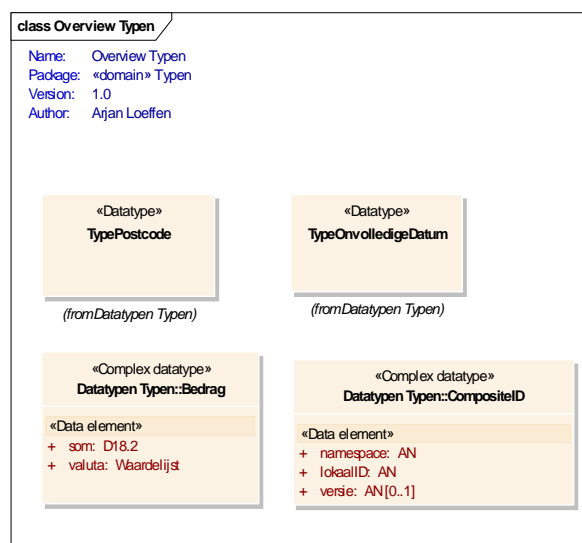 class Overview Typen
Name: Overview Typen
Package: «domain» Typen
Version: 1.0
Author: Arjan Loeffen
«Datatype»
TypePostcode
(from Datatypen Typen)
«Datatype»
TypeOnvolledigeDatum
(from Datatypen Typen)
«Complex datatype»
Datatypen Typen::Bedrag
«Data element»
+ som: D18.2
+ valuta: Waardelijst
«Complex datatype»
Datatypen Typen::CompositeID
«Data element»
+ namespace: AN
+ lokaalID: AN
+ versie: AN [0..1]